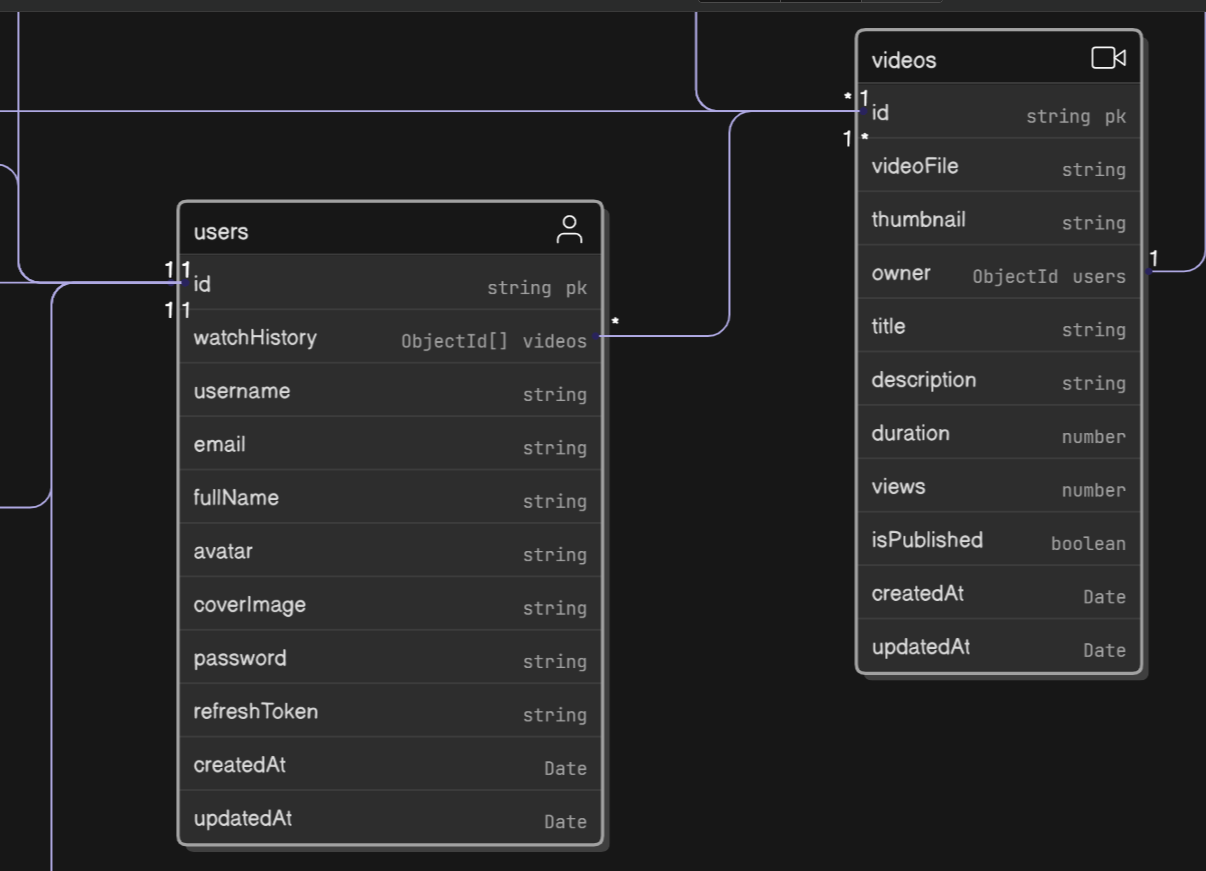 videos
* 1
id string pk
1 *
videoFile string
thumbnail string
owner ObjectId users
1
title string
description string
duration number
views number
isPublished boolean
createdAt Date
updatedAt Date
users
1 1
id string pk
1 1
watchHistory ObjectId[] videos
*
username string
email string
fullName string
avatar string
coverImage string
password string
refreshToken string
createdAt Date
updatedAt Date